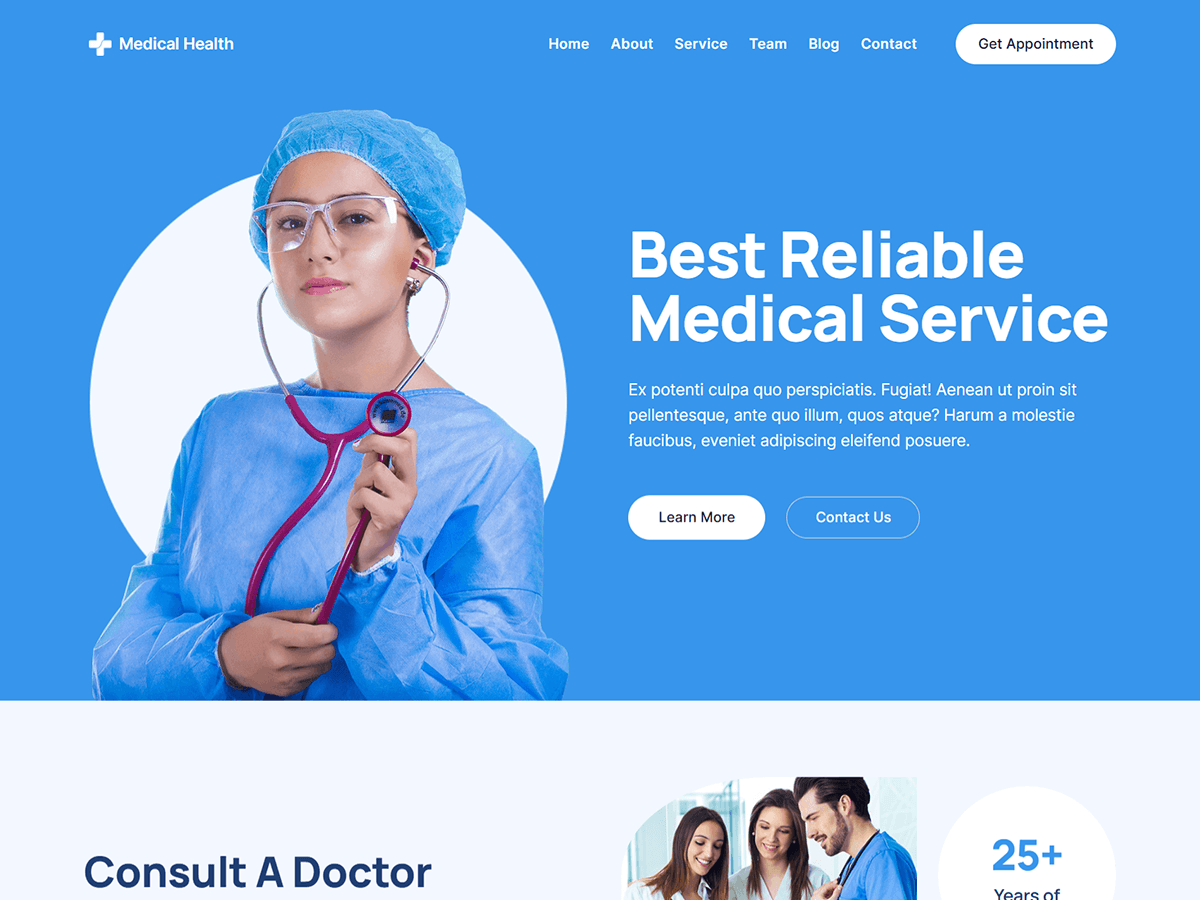 Medical Health
Home
About
Service
Team
Blog
Contact
Get Appointment
Best Reliable
Medical Service
Ex potenti culpa quo perspiciatis. Fugiat! Aenean ut proin sit
pellentesque, ante quo illum, quos atque? Harum a molestie
faucibus, eveniet adipiscing eleifend posuere.
Learn More
Contact Us
Consult A Doctor
25+
Years of